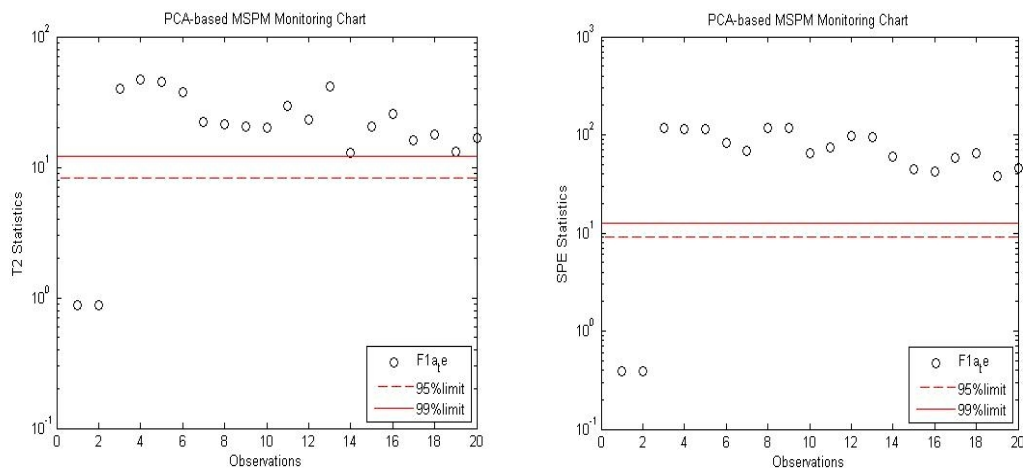 PCA-based MSPM Monitoring Chart
10^2
10^1
10^0
10^-1
T2 Statistics
0 2 4 6 8 10 12 14 16 18 20
Observations
F1a_te
95%limit
99%limit
PCA-based MSPM Monitoring Chart
10^3
10^2
10^1
10^0
10^-1
SPE Statistics
0 2 4 6 8 10 12 14 16 18 20
Observations
F1a_te
95%limit
99%limit